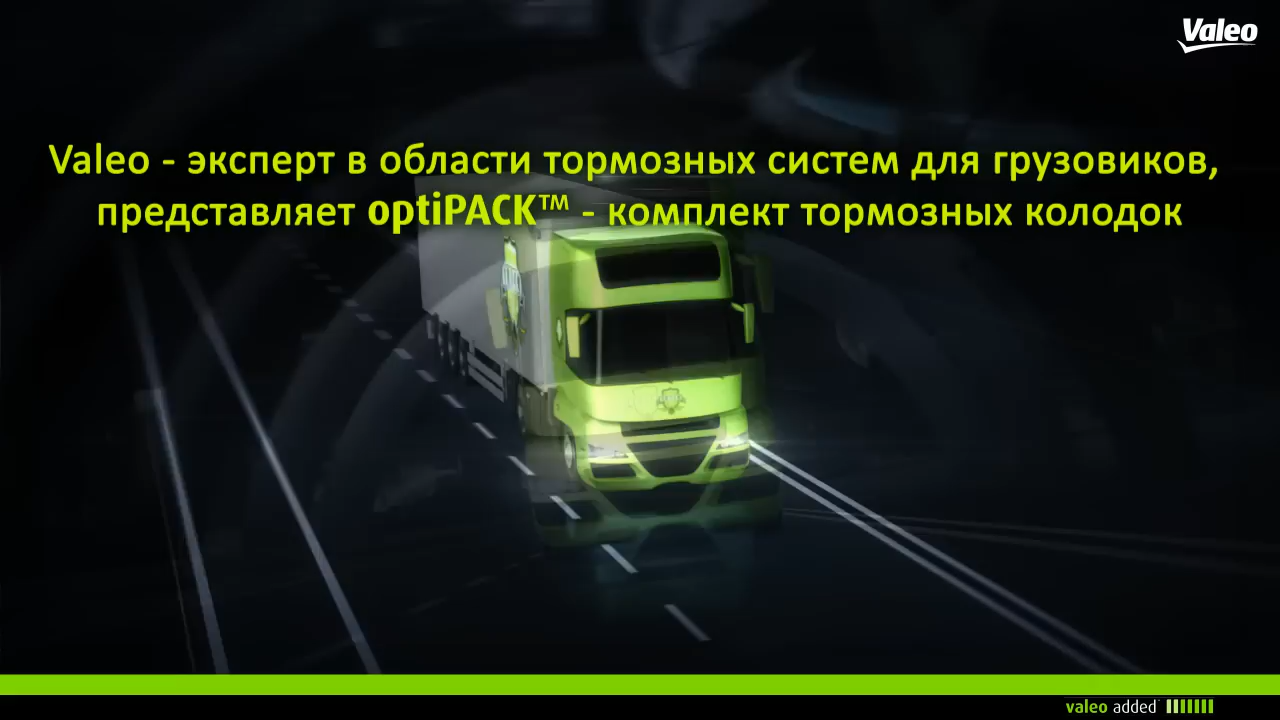 Valeo
Valeo - эксперт в области тормозных систем для грузовиков,
представляет optiPACK™ - комплект тормозных колодок
valeo added